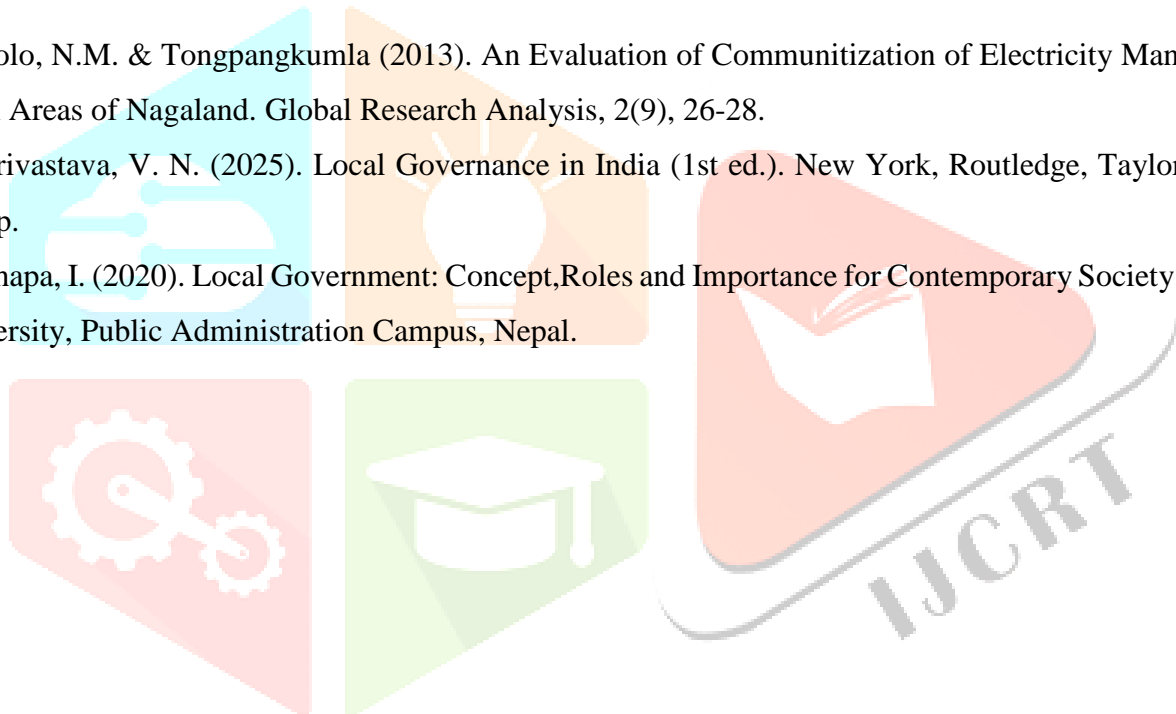 olo, N.M. & Tongpangkumla (2013). An Evaluation of Communitization of Electricity Man
Areas of Nagaland. Global Research Analysis, 2(9), 26-28.
rivastava, V. N. (2025). Local Governance in India (1st ed.). New York, Routledge, Taylor
p.
hapa, I. (2020). Local Government: Concept,Roles and Importance for Contemporary Society
ersity, Public Administration Campus, Nepal.
IJCRT